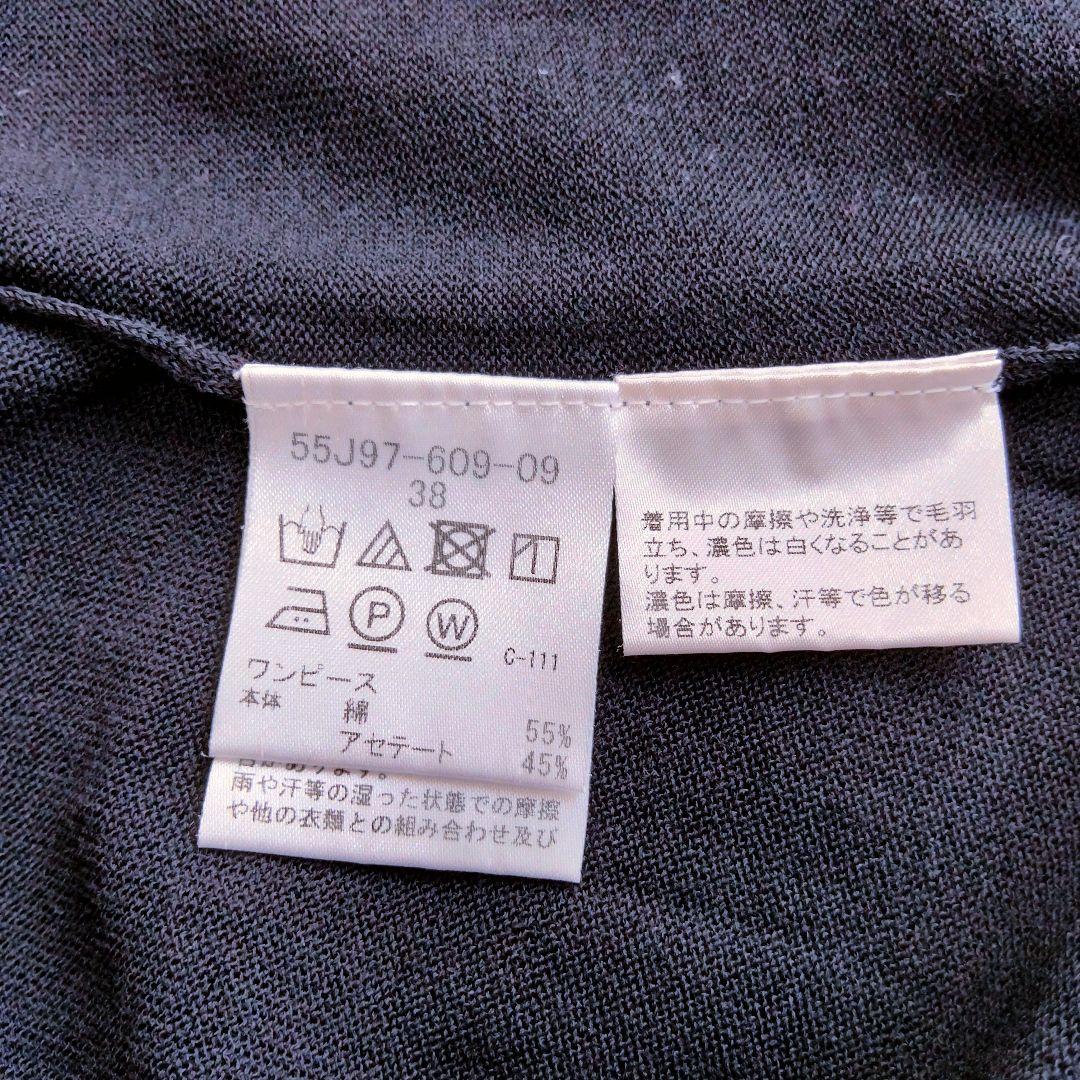 55J97-609-09
38
P
W
C-111
ワンピース
本体 綿 55%
アセテート 45%
雨や汗等の湿った状態での摩擦
や他の衣類との組み合わせ及び
着用中の摩擦や洗浄等で毛羽
立ち、濃色は白くなることがあ
ります。
濃色は摩擦、汗等で色が移る
場合があります。